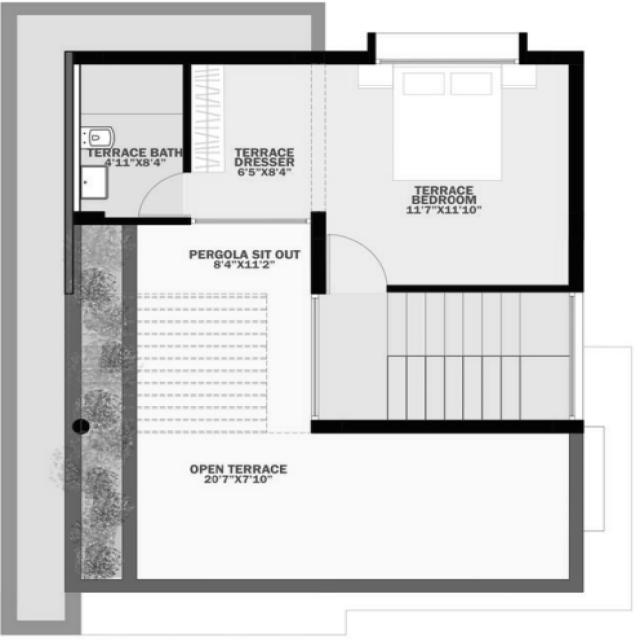 TERRACE BATH
4'11"X8'4"
TERRACE
DRESSER
6'5"X8'4"
TERRACE
BEDROOM
11'7"X11'10"
PERGOLA SIT OUT
8'4"X11'2"
OPEN TERRACE
20'7"X7'10"